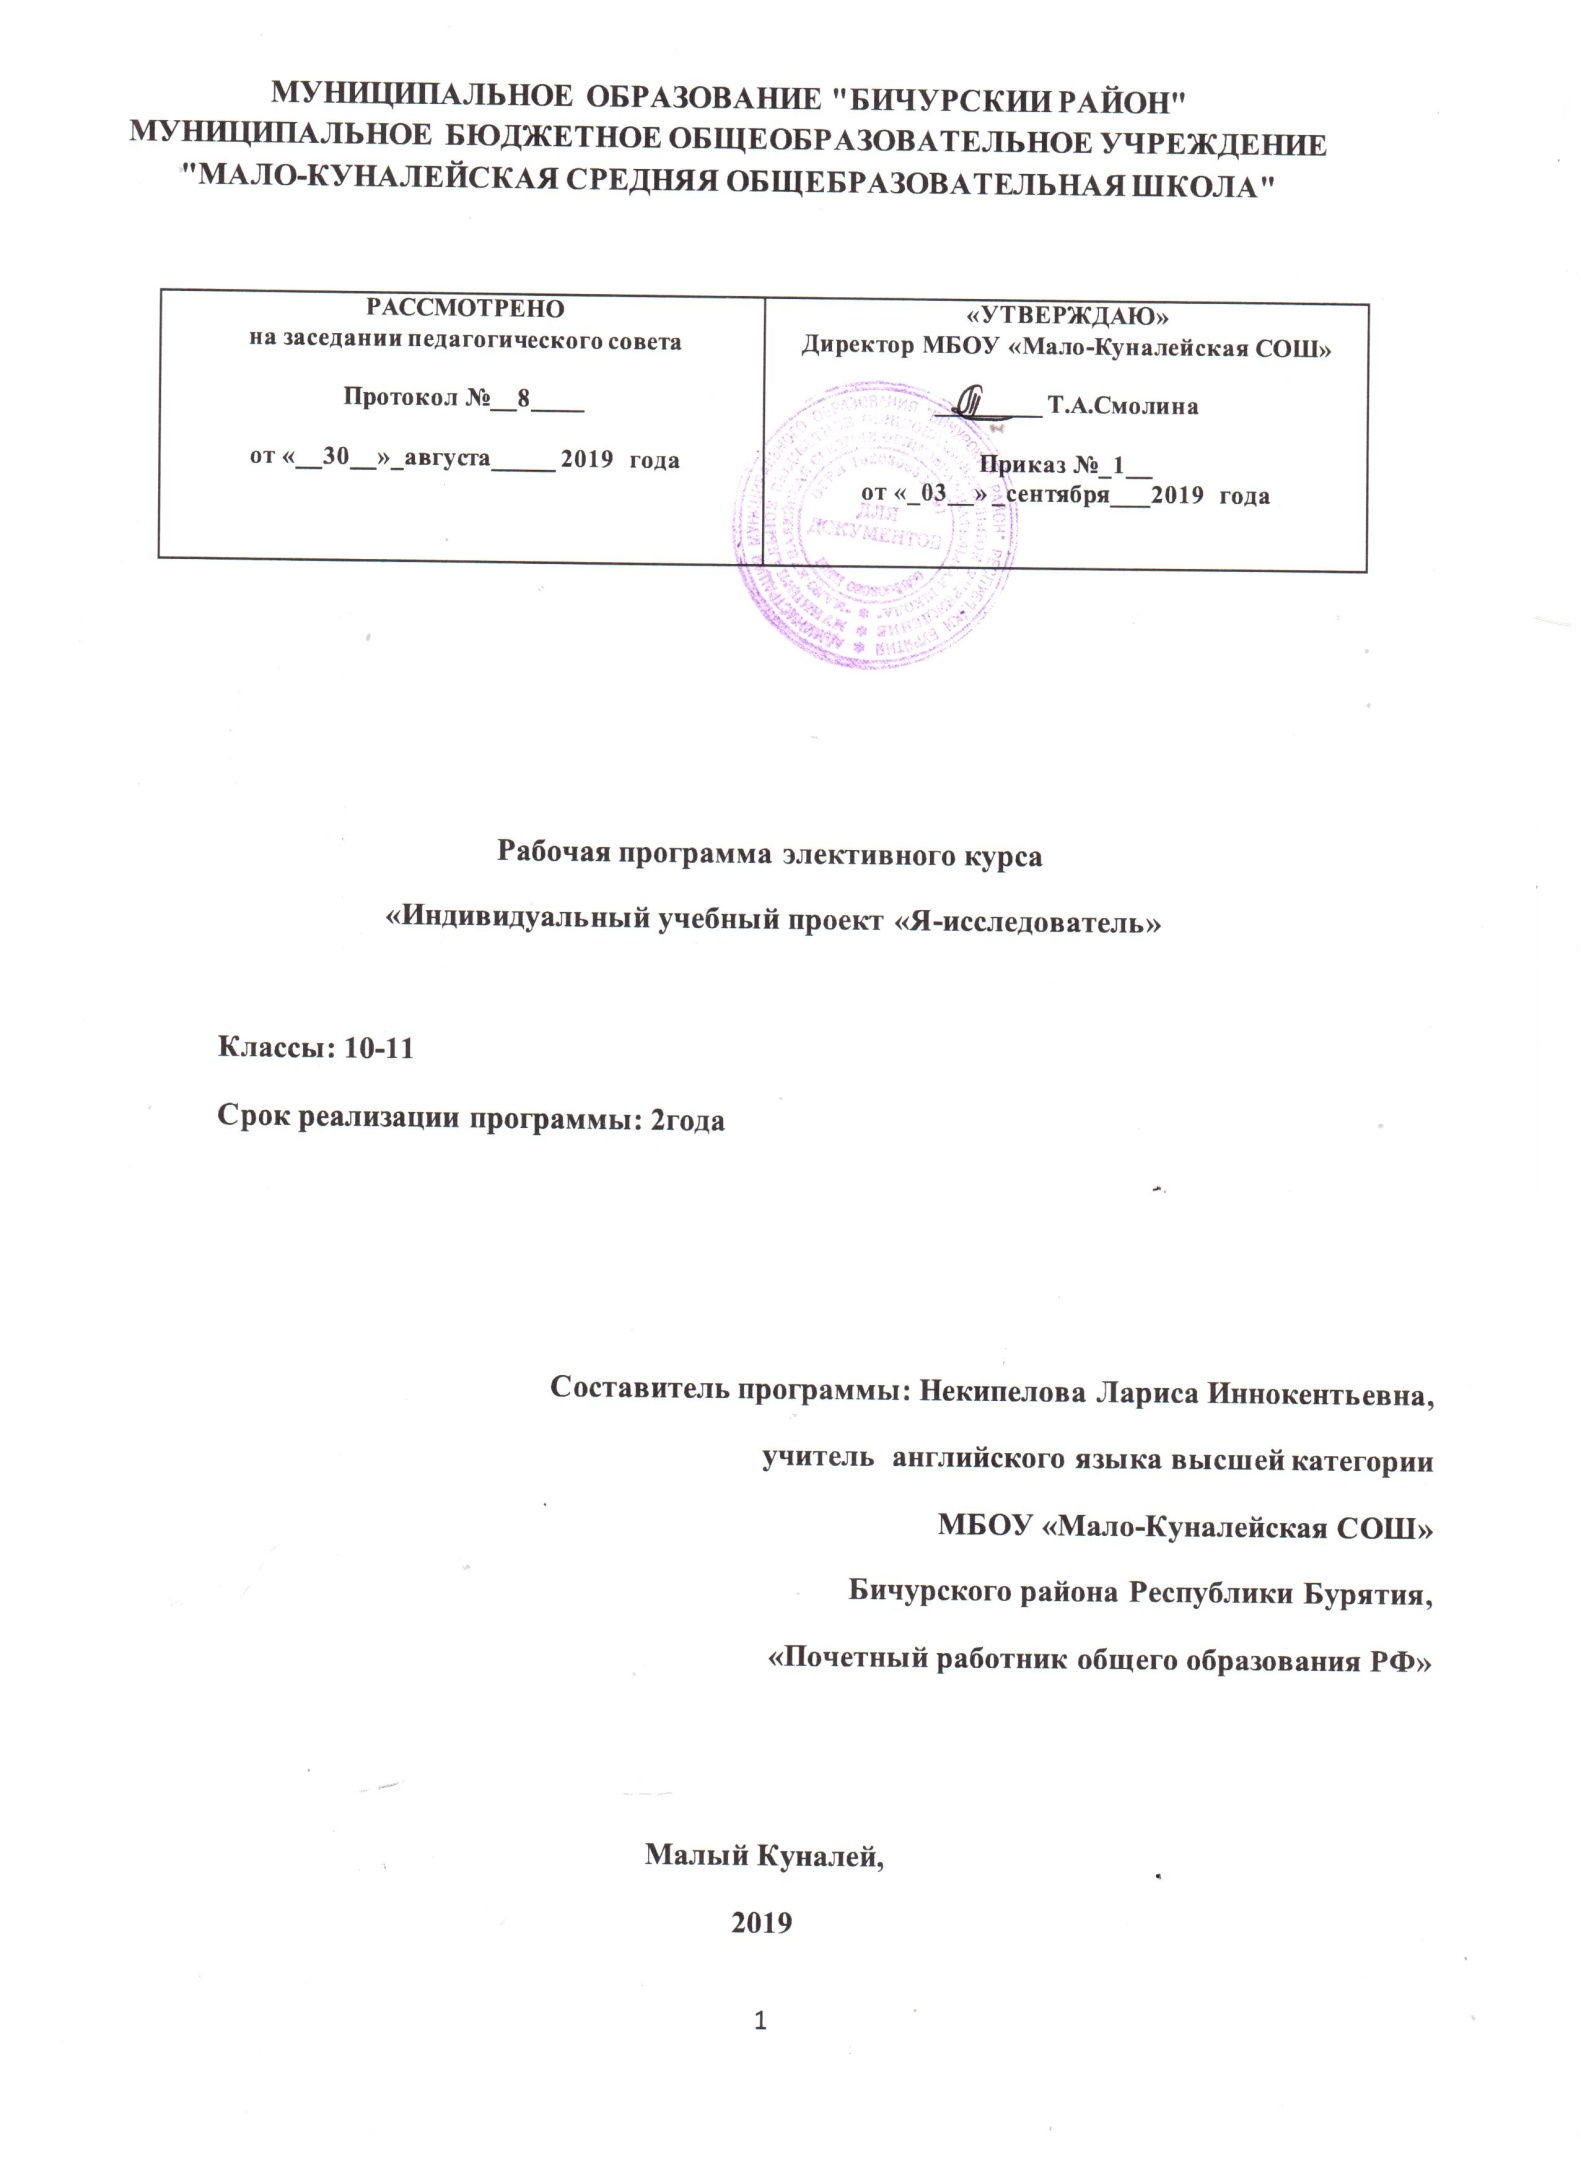 МУНИЦИПАЛЬНОЕ ОБРАЗОВАНИЕ "БИЧУРСКИИ РАЙОН"
МУНИЦИПАЛЬНОЕ БЮДЖЕТНОЕ ОБЩЕОБРАЗОВАТЕЛЬНОЕ УЧРЕЖДЕНИЕ
"МАЛО-КУНАЛЕЙСКАЯ СРЕДНЯЯ ОБЩЕБРАЗОВАТЕЛЬНАЯ ШКОЛА"
РАССМОТРЕНО
на заседании педагогического совета
Протокол №__8____
от «__30__»_августа_____ 2019 года
«УТВЕРЖДАЮ»
Директор МБОУ «Мало-Куналейская СОШ»
________ Т.А.Смолина
Приказ №_1__
от «_03__»_сентября___2019 года
ДЛЯ
ДОКУМЕНТОВ
Рабочая программа элективного курса
«Индивидуальный учебный проект «Я-исследователь»
Классы: 10-11
Срок реализации программы: 2года
Составитель программы: Некипелова Лариса Иннокентьевна,
учитель английского языка высшей категории
МБОУ «Мало-Куналейская СОШ»
Бичурского района Республики Бурятия,
«Почетный работник общего образования РФ»
Малый Куналей,
2019
1